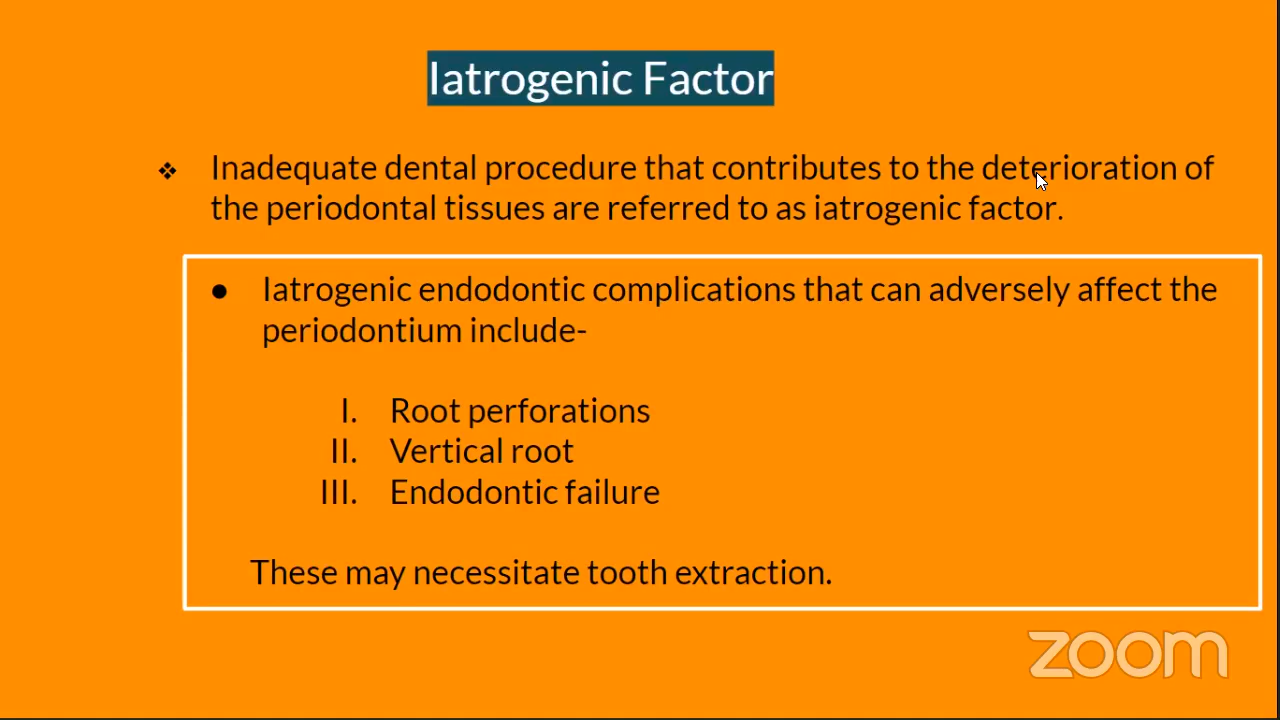 Iatrogenic Factor
❖ Inadequate dental procedure that contributes to the deterioration of
the periodontal tissues are referred to as iatrogenic factor.
● Iatrogenic endodontic complications that can adversely affect the
periodontium include-
I. Root perforations
II. Vertical root
III. Endodontic failure
These may necessitate tooth extraction.
zoom